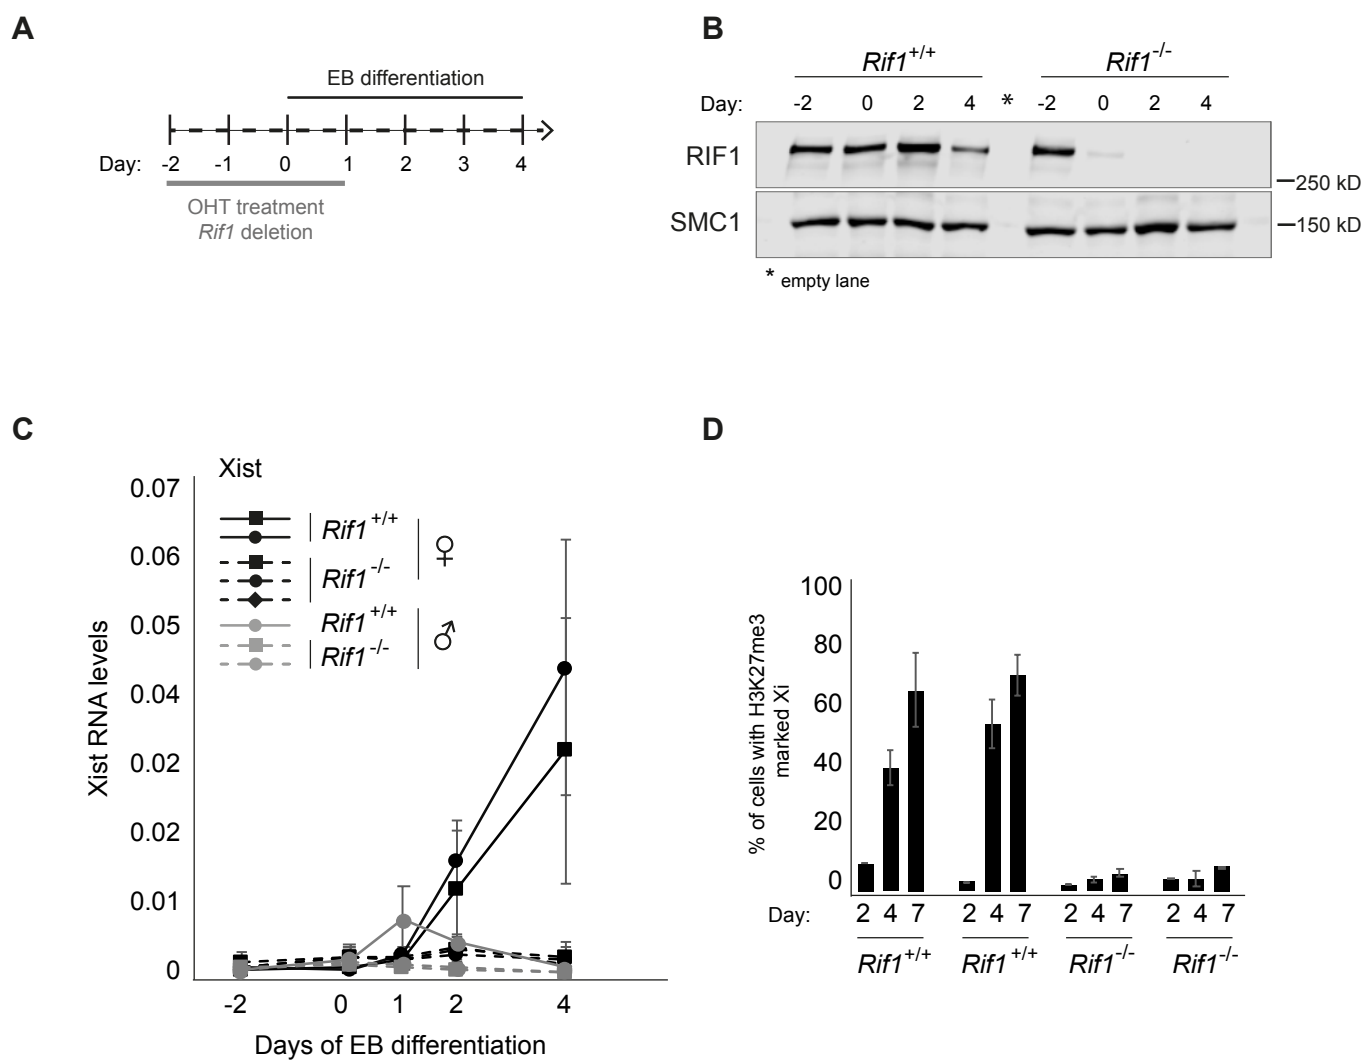 A
EB differentiation
Day: -2 -1 0 1 2 3 4
OHT treatment
Rif1 deletion
B
Rif1+/+ Rif1-/-
Day: -2 0 2 4 * -2 0 2 4
RIF1
250 kD
SMC1
150 kD
* empty lane
C
Xist
Rif1+/+
♀
Rif1-/-
Rif1+/+
♂
Rif1-/-
Xist RNA levels
0.07
0.06
0.05
0.04
0.02
0.02
0.01
0
-2 0 1 2 4
Days of EB differentiation
D
% of cells with H3K27me3
marked Xi
100
80
60
40
20
0
Day: 2 4 7 2 4 7 2 4 7 2 4 7
Rif1+/+ Rif1+/+ Rif1-/- Rif1-/-